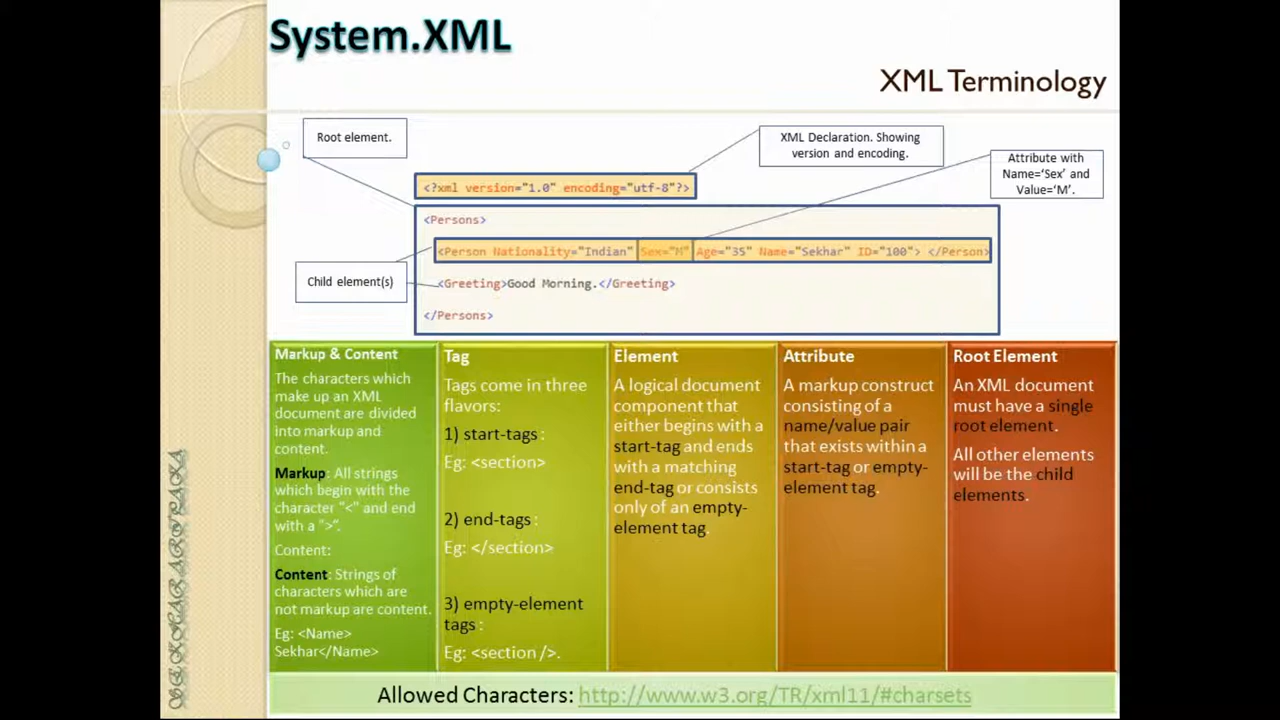 System.XML
XML Terminology
Root element.
XML Declaration. Showing
version and encoding.
Attribute with
Name=‘Sex’ and
Value=‘M’.
<?xml version="1.0" encoding="utf-8"?>
<Persons>
<Person Nationality="Indian" Sex="M" Age="35" Name="Sekhar" ID="100"> </Person>
Child element(s)
<Greeting>Good Morning.</Greeting>
</Persons>
Markup & Content
The characters which
make up an XML
document are divided
into markup and
content.
Markup: All strings
which begin with the
character “<” and end
with a “>”.
Content:
Content: Strings of
characters which are
not markup are content.
Eg: <Name>
Sekhar</Name>
Tag
Tags come in three
flavors:
1) start-tags :
Eg: <section>
2) end-tags :
Eg: </section>
3) empty-element
tags :
Eg: <section />.
Element
A logical document
component that
either begins with a
start-tag and ends
with a matching
end-tag or consists
only of an empty-
element tag.
Attribute
A markup construct
consisting of a
name/value pair
that exists within a
start-tag or empty-
element tag.
Root Element
An XML document
must have a single
root element.
All other elements
will be the child
elements.
Allowed Characters: http://www.w3.org/TR/xml11/#charsets